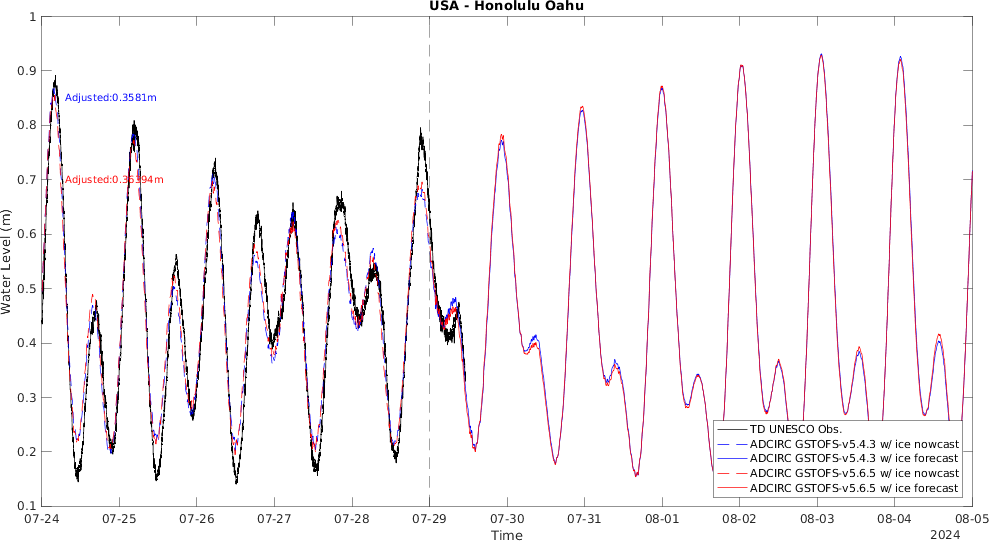 USA - Honolulu Oahu
1
0.9
0.8
0.7
0.6
0.5
0.4
0.3
0.2
0.1
Water Level (m)
Adjusted:0.3581m
Adjusted:0.35394m
TD UNESCO Obs.
ADCIRC GSTOFS-v5.4.3 w/ ice nowcast
ADCIRC GSTOFS-v5.4.3 w/ ice forecast
ADCIRC GSTOFS-v5.6.5 w/ ice nowcast
ADCIRC GSTOFS-v5.6.5 w/ ice forecast
07-24 07-25 07-26 07-27 07-28 07-29 07-30 07-31 08-01 08-02 08-03 08-04 08-05
Time
2024